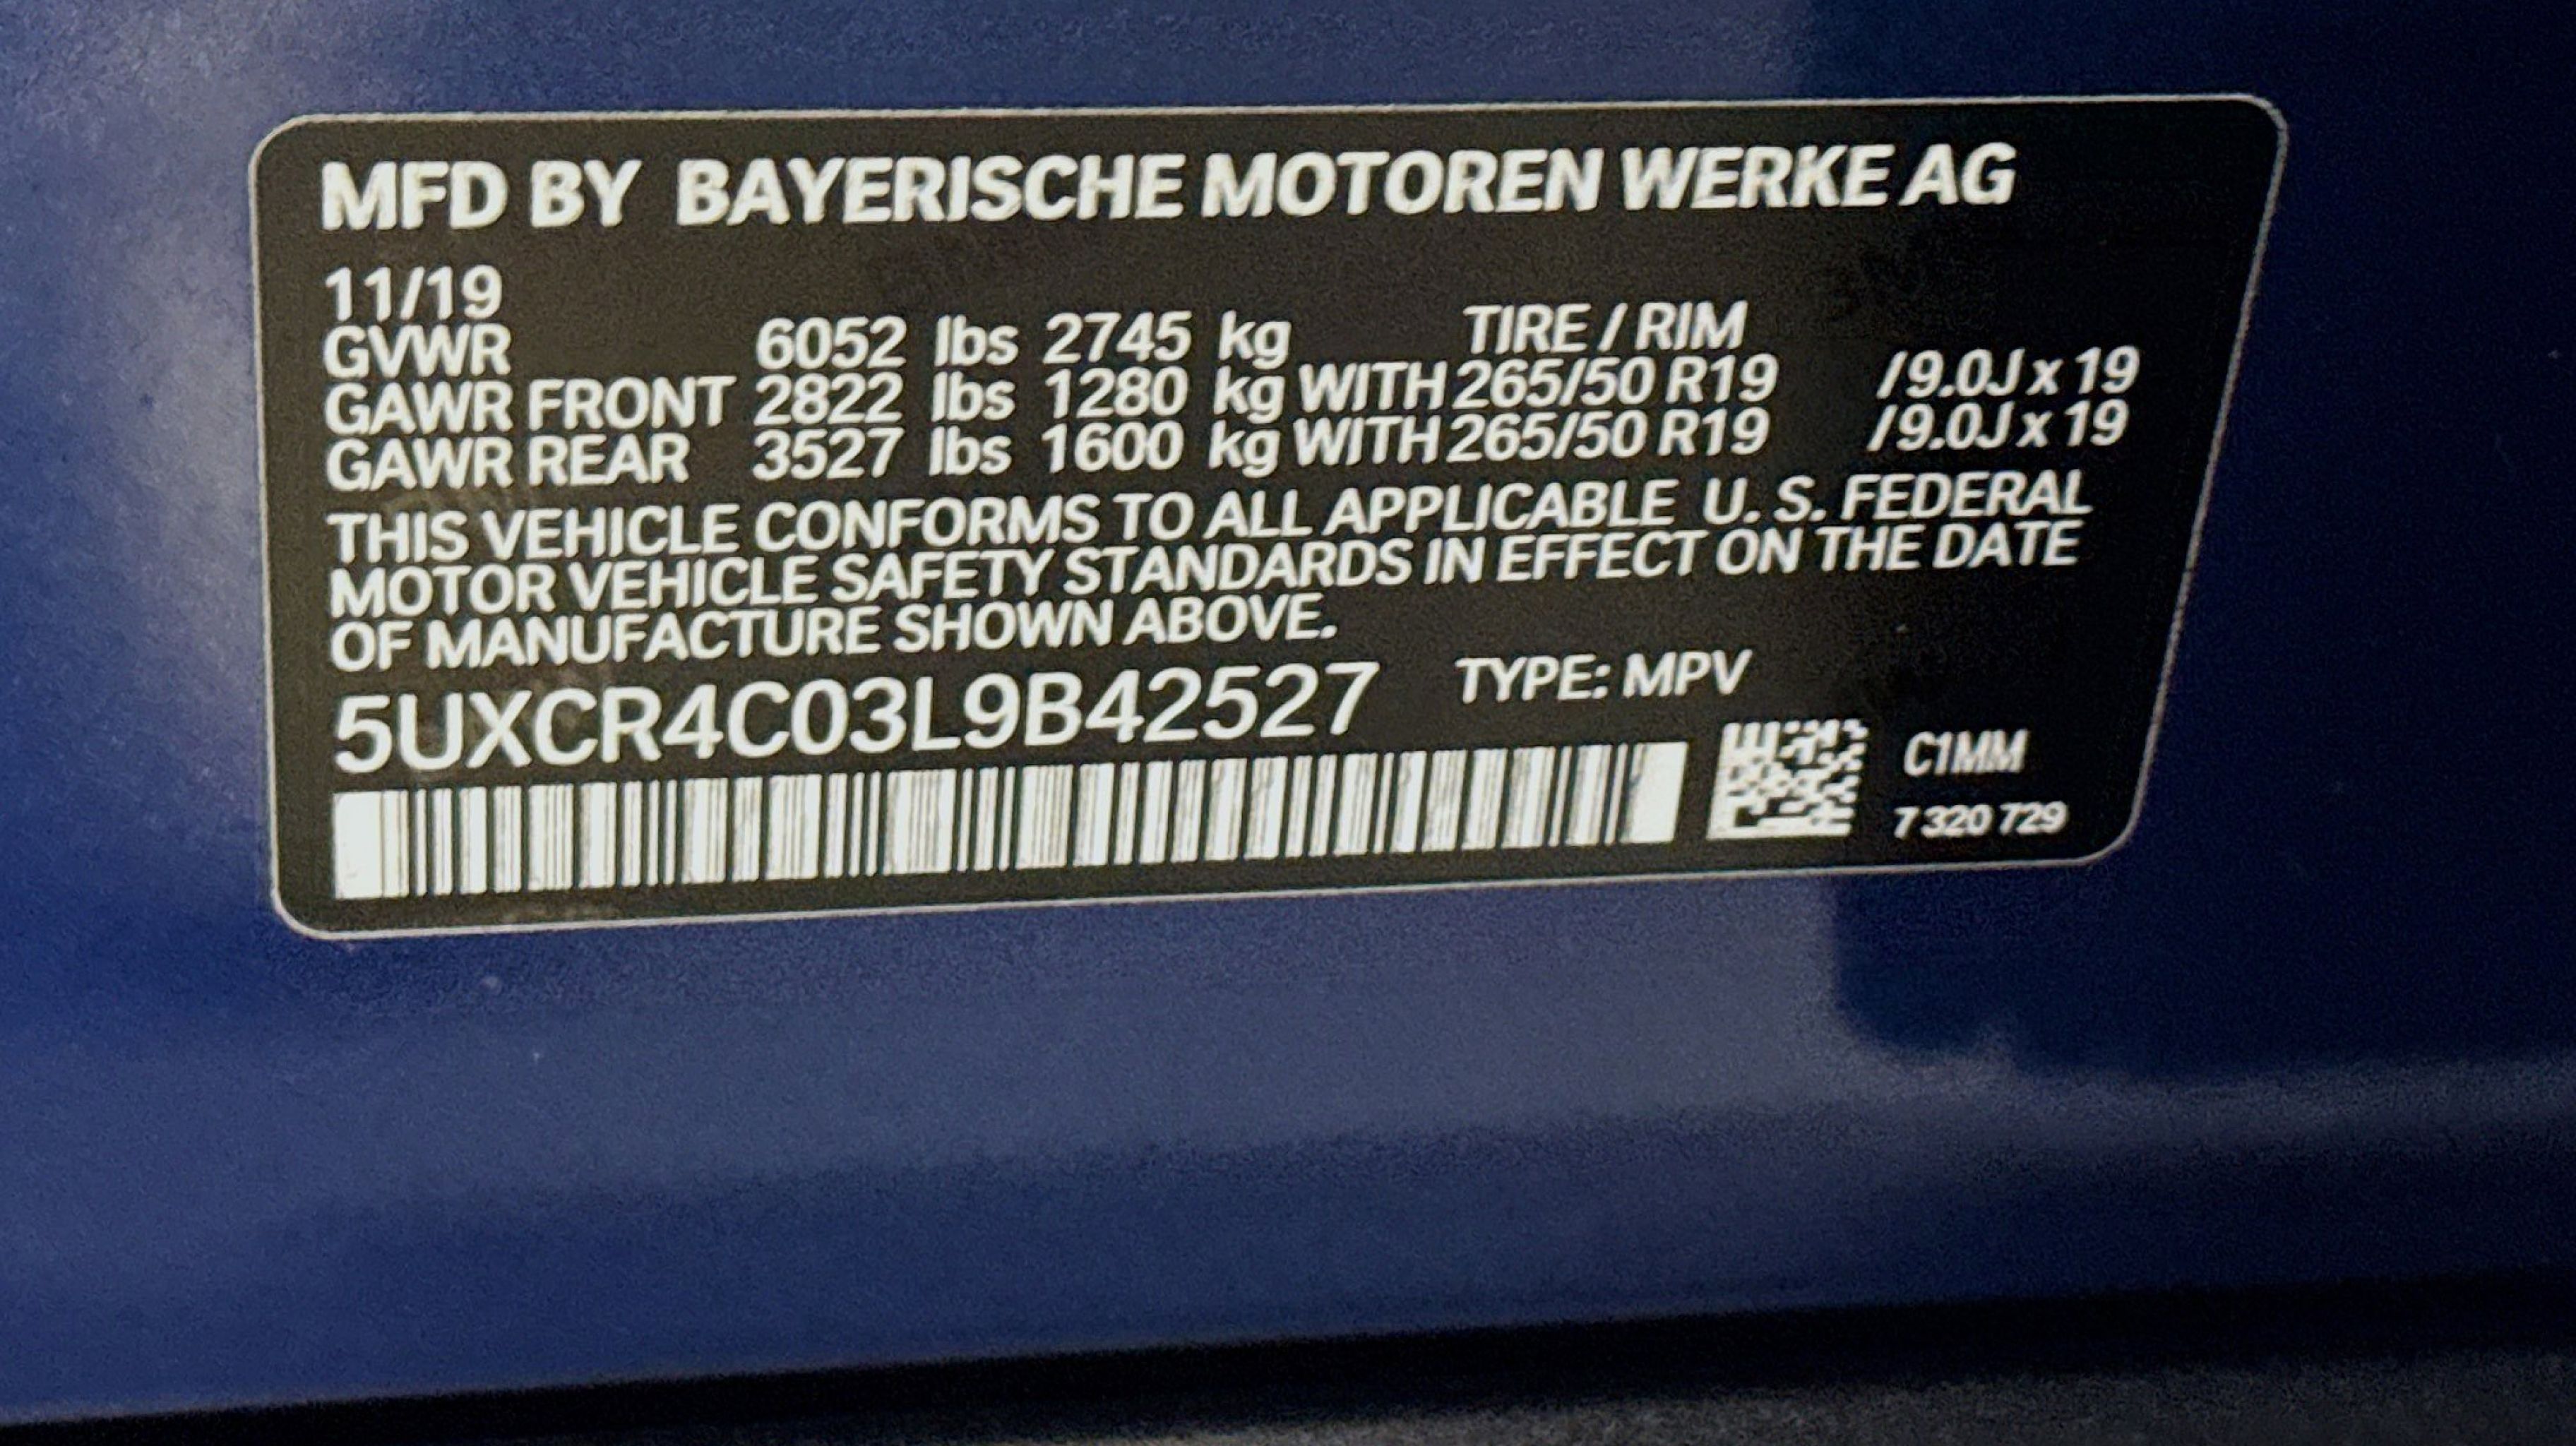 MFD BY BAYERISCHE MOTOREN WERKE AG
11/19
GVWR 6052 lbs 2745 kg TIRE / RIM
GAWR FRONT 2822 lbs 1280 kg WITH 265/50 R19 /9.0J x 19
GAWR REAR 3527 lbs 1600 kg WITH 265/50 R19 /9.0J x 19
THIS VEHICLE CONFORMS TO ALL APPLICABLE U. S. FEDERAL
MOTOR VEHICLE SAFETY STANDARDS IN EFFECT ON THE DATE
OF MANUFACTURE SHOWN ABOVE.
5UXCR4C03L9B42527 TYPE: MPV
C1MM
7 320 729